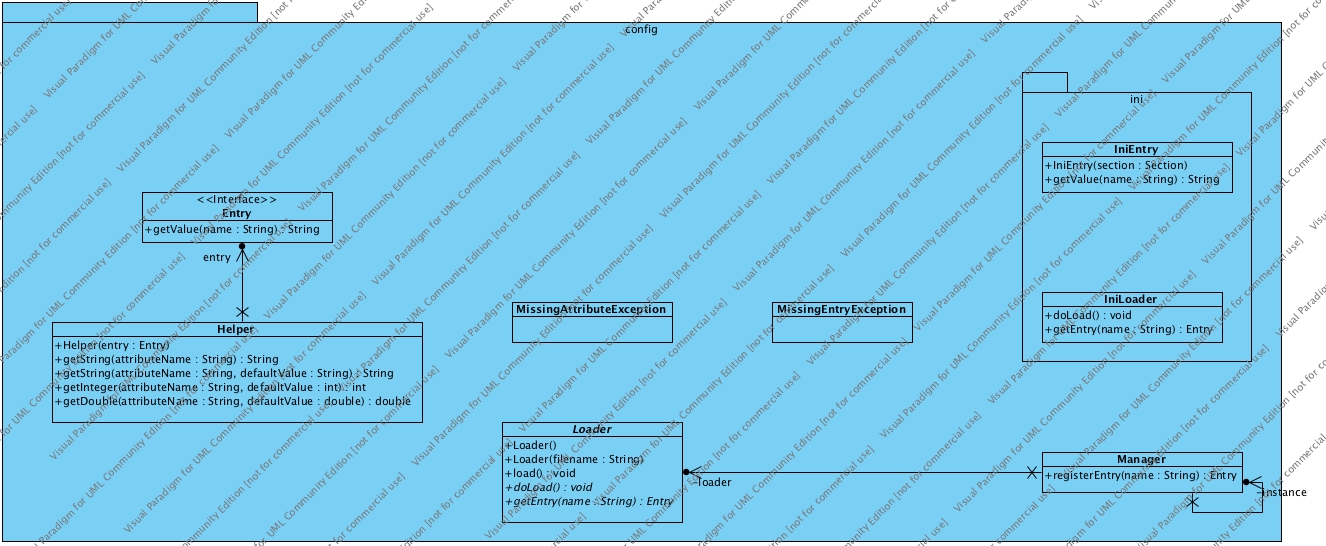 config
ini
IniEntry
+IniEntry(section : Section)
+getValue(name : String) : String
<<Interface>>
Entry
+getValue(name : String) : String
entry
MissingAttributeException
MissingEntryException
IniLoader
+doLoad() : void
+getEntry(name : String) : Entry
Helper
+Helper(entry : Entry)
+getString(attributeName : String) : String
+getString(attributeName : String, defaultValue : String) : String
+getInteger(attributeName : String, defaultValue : int) : int
+getDouble(attributeName : String, defaultValue : double) : double
Loader
+Loader()
+Loader(filename : String)
+load() : void
+doLoad() : void
+getEntry(name : String) : Entry
loader
Manager
+registerEntry(name : String) : Entry
instance
Visual Paradigm for UML Community Edition [not for commercial use]